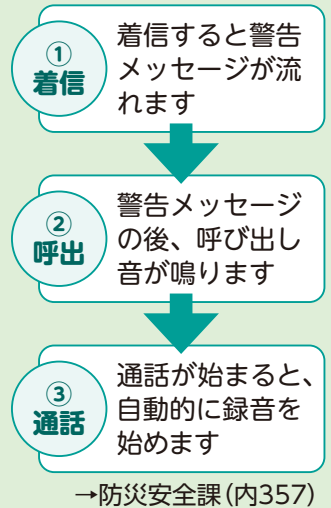 ①
着信
着信すると警告
メッセージが流
れます
②
呼出
警告メッセージ
の後、呼び出し
音が鳴ります
③
通話
通話が始まると、
自動的に録音を
始めます
→防災安全課(内357)